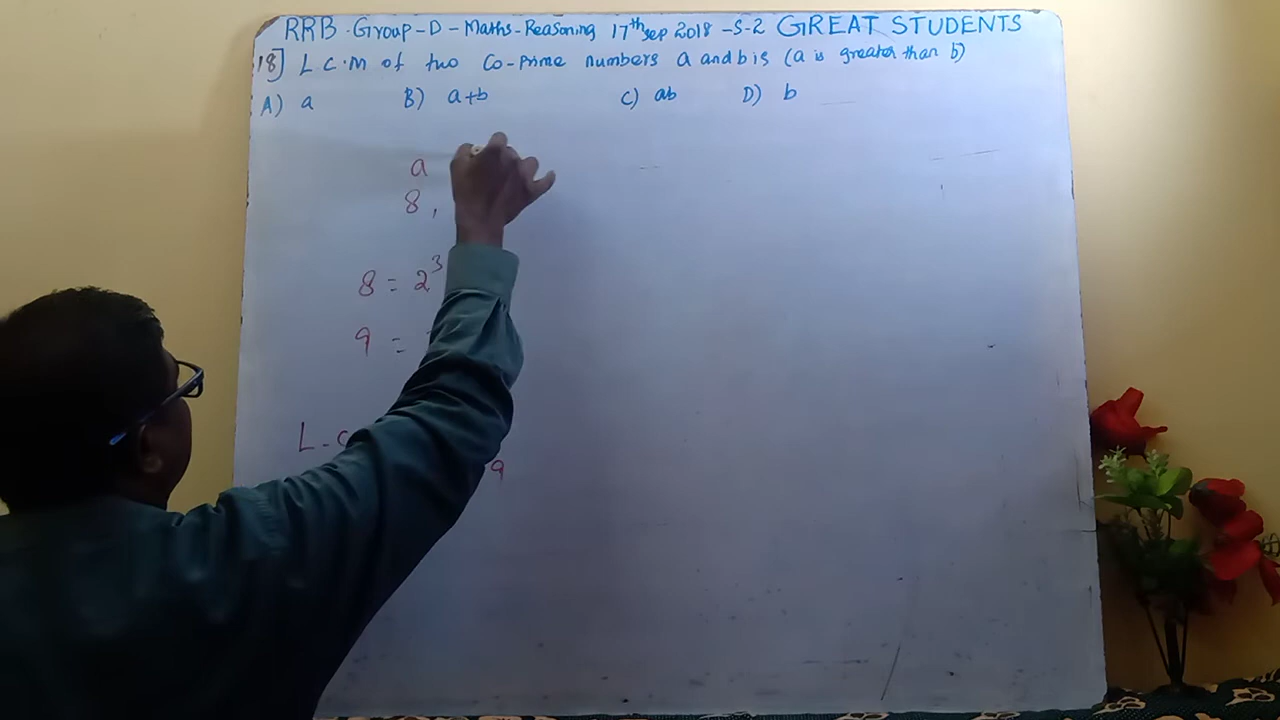 RRB Group-D - Maths-Reasoning 17th sep 2018 -S-2 GREAT STUDENTS
18] L.C.M of two Co-prime numbers a and b is (a is greater than b)
A) a B) a+b C) ab D) b
a
8,
8 = 2³
9 =
L-C
9